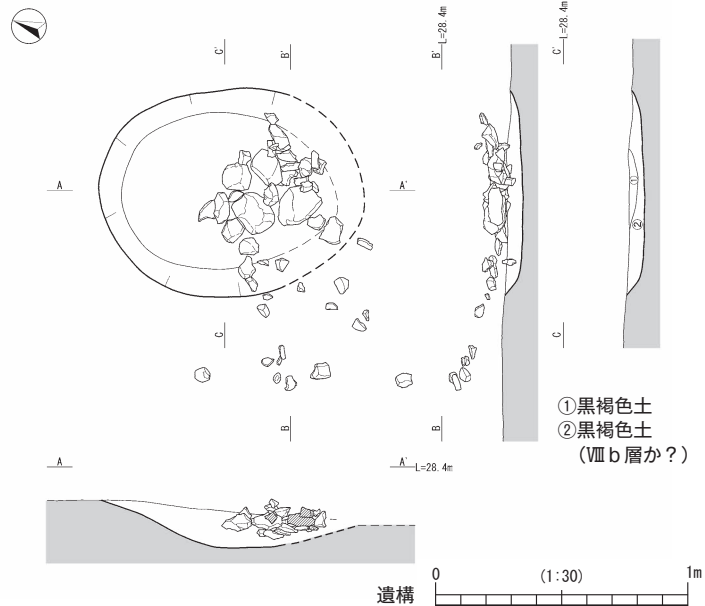 C'
B'
B'
L=28.4m
C'
L=28.4m
A
A'
①
②
C
C
B
B
①黒褐色土
②黒褐色土
(Ⅷb層か？)
A
A'
L=28.4m
遺構
0
(1:30)
1m